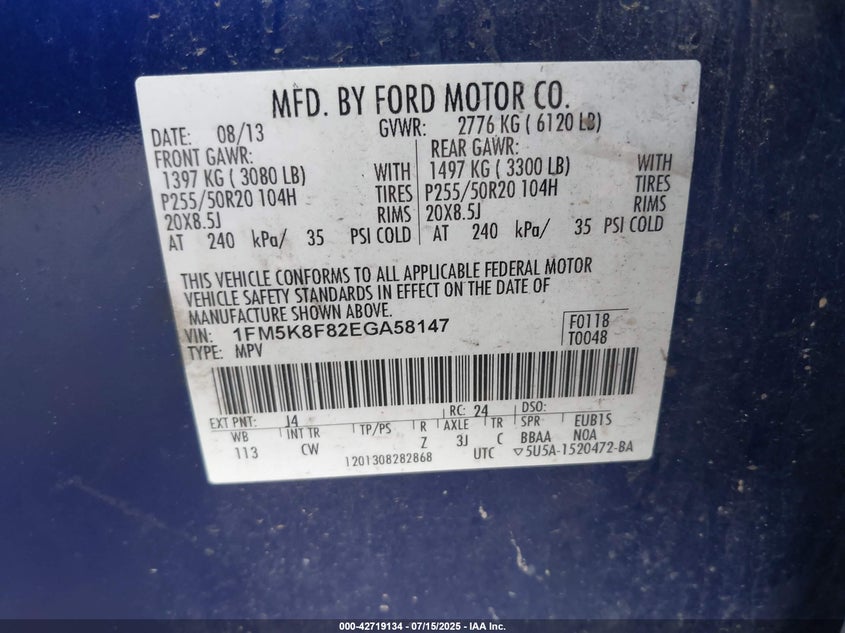 MFD. BY FORD MOTOR CO.
DATE: 08/13 GVWR: 2776 KG ( 6120 LB)
FRONT GAWR: REAR GAWR:
1397 KG ( 3080 LB) WITH 1497 KG ( 3300 LB) WITH
P255/50R20 104H TIRES P255/50R20 104H TIRES
20X8.5J RIMS 20X8.5J RIMS
AT 240 kPa/ 35 PSI COLD AT 240 kPa/ 35 PSI COLD
THIS VEHICLE CONFORMS TO ALL APPLICABLE FEDERAL MOTOR
VEHICLE SAFETY STANDARDS IN EFFECT ON THE DATE OF
MANUFACTURE SHOWN ABOVE.
VIN: 1FM5K8F82EGA58147 F0118
TYPE: MPV T0048
EXT PNT: J4 RC: 24 DSO:
WB INT TR TP/PS R AXLE TR SPR EUB1S
113 CW Z 3J C BBAA N0A
1201308282868 UTC ▽5U5A-1520472-BA
000-42719134 - 07/15/2025 - IAA Inc.